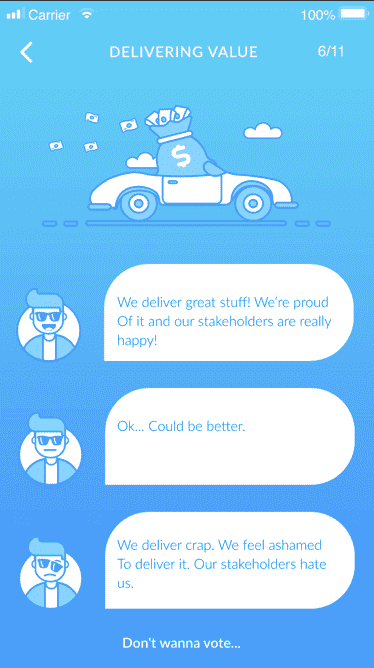 Carrier 100%
DELIVERING VALUE 6/11
$
We deliver great stuff! We're proud
Of it and our stakeholders are really
happy!
Ok... Could be better.
We deliver crap. We feel ashamed
To deliver it. Our stakeholders hate
us.
Don't wanna vote...